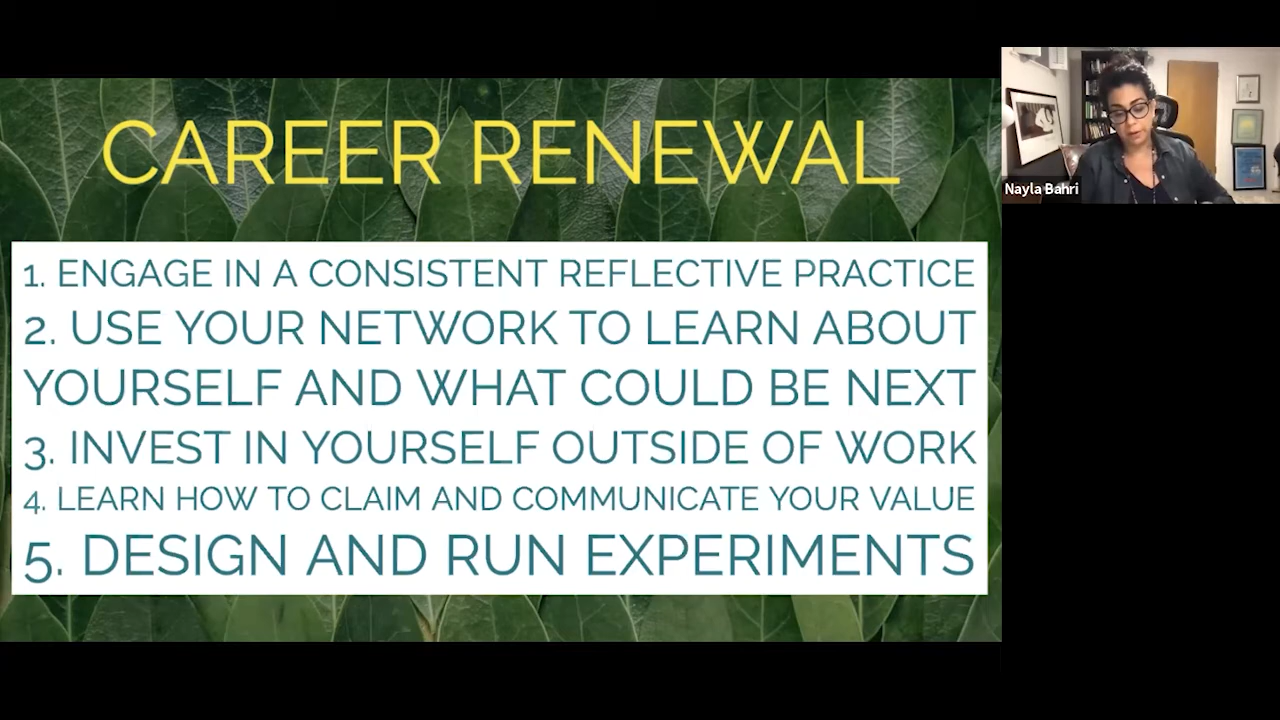 CAREER RENEWAL
1. ENGAGE IN A CONSISTENT REFLECTIVE PRACTICE
2. USE YOUR NETWORK TO LEARN ABOUT
YOURSELF AND WHAT COULD BE NEXT
3. INVEST IN YOURSELF OUTSIDE OF WORK
4. LEARN HOW TO CLAIM AND COMMUNICATE YOUR VALUE
5. DESIGN AND RUN EXPERIMENTS
Nayla Bahri